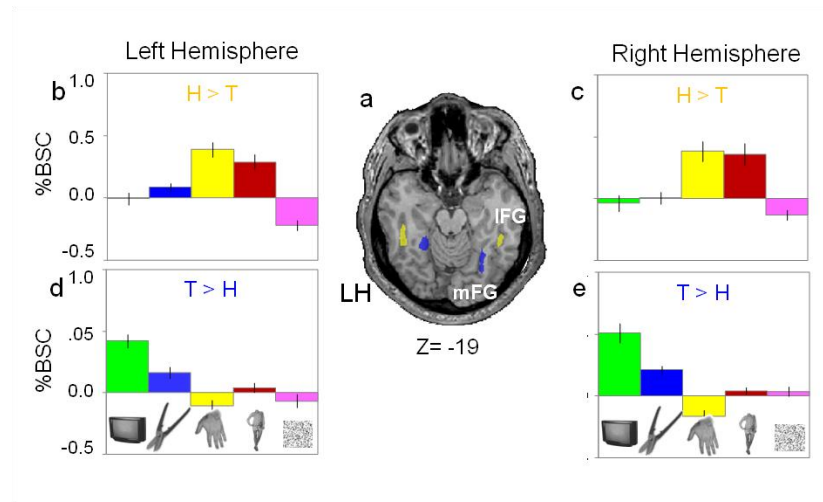 Left Hemisphere
Right Hemisphere
b
1.0
H > T
a
c
H > T
0.5
%BSC
0.0
lFG
-0.5
d
1.0
T > H
LH
mFG
e
T > H
Z= -19
.05
%BSC
0.0
-0.5